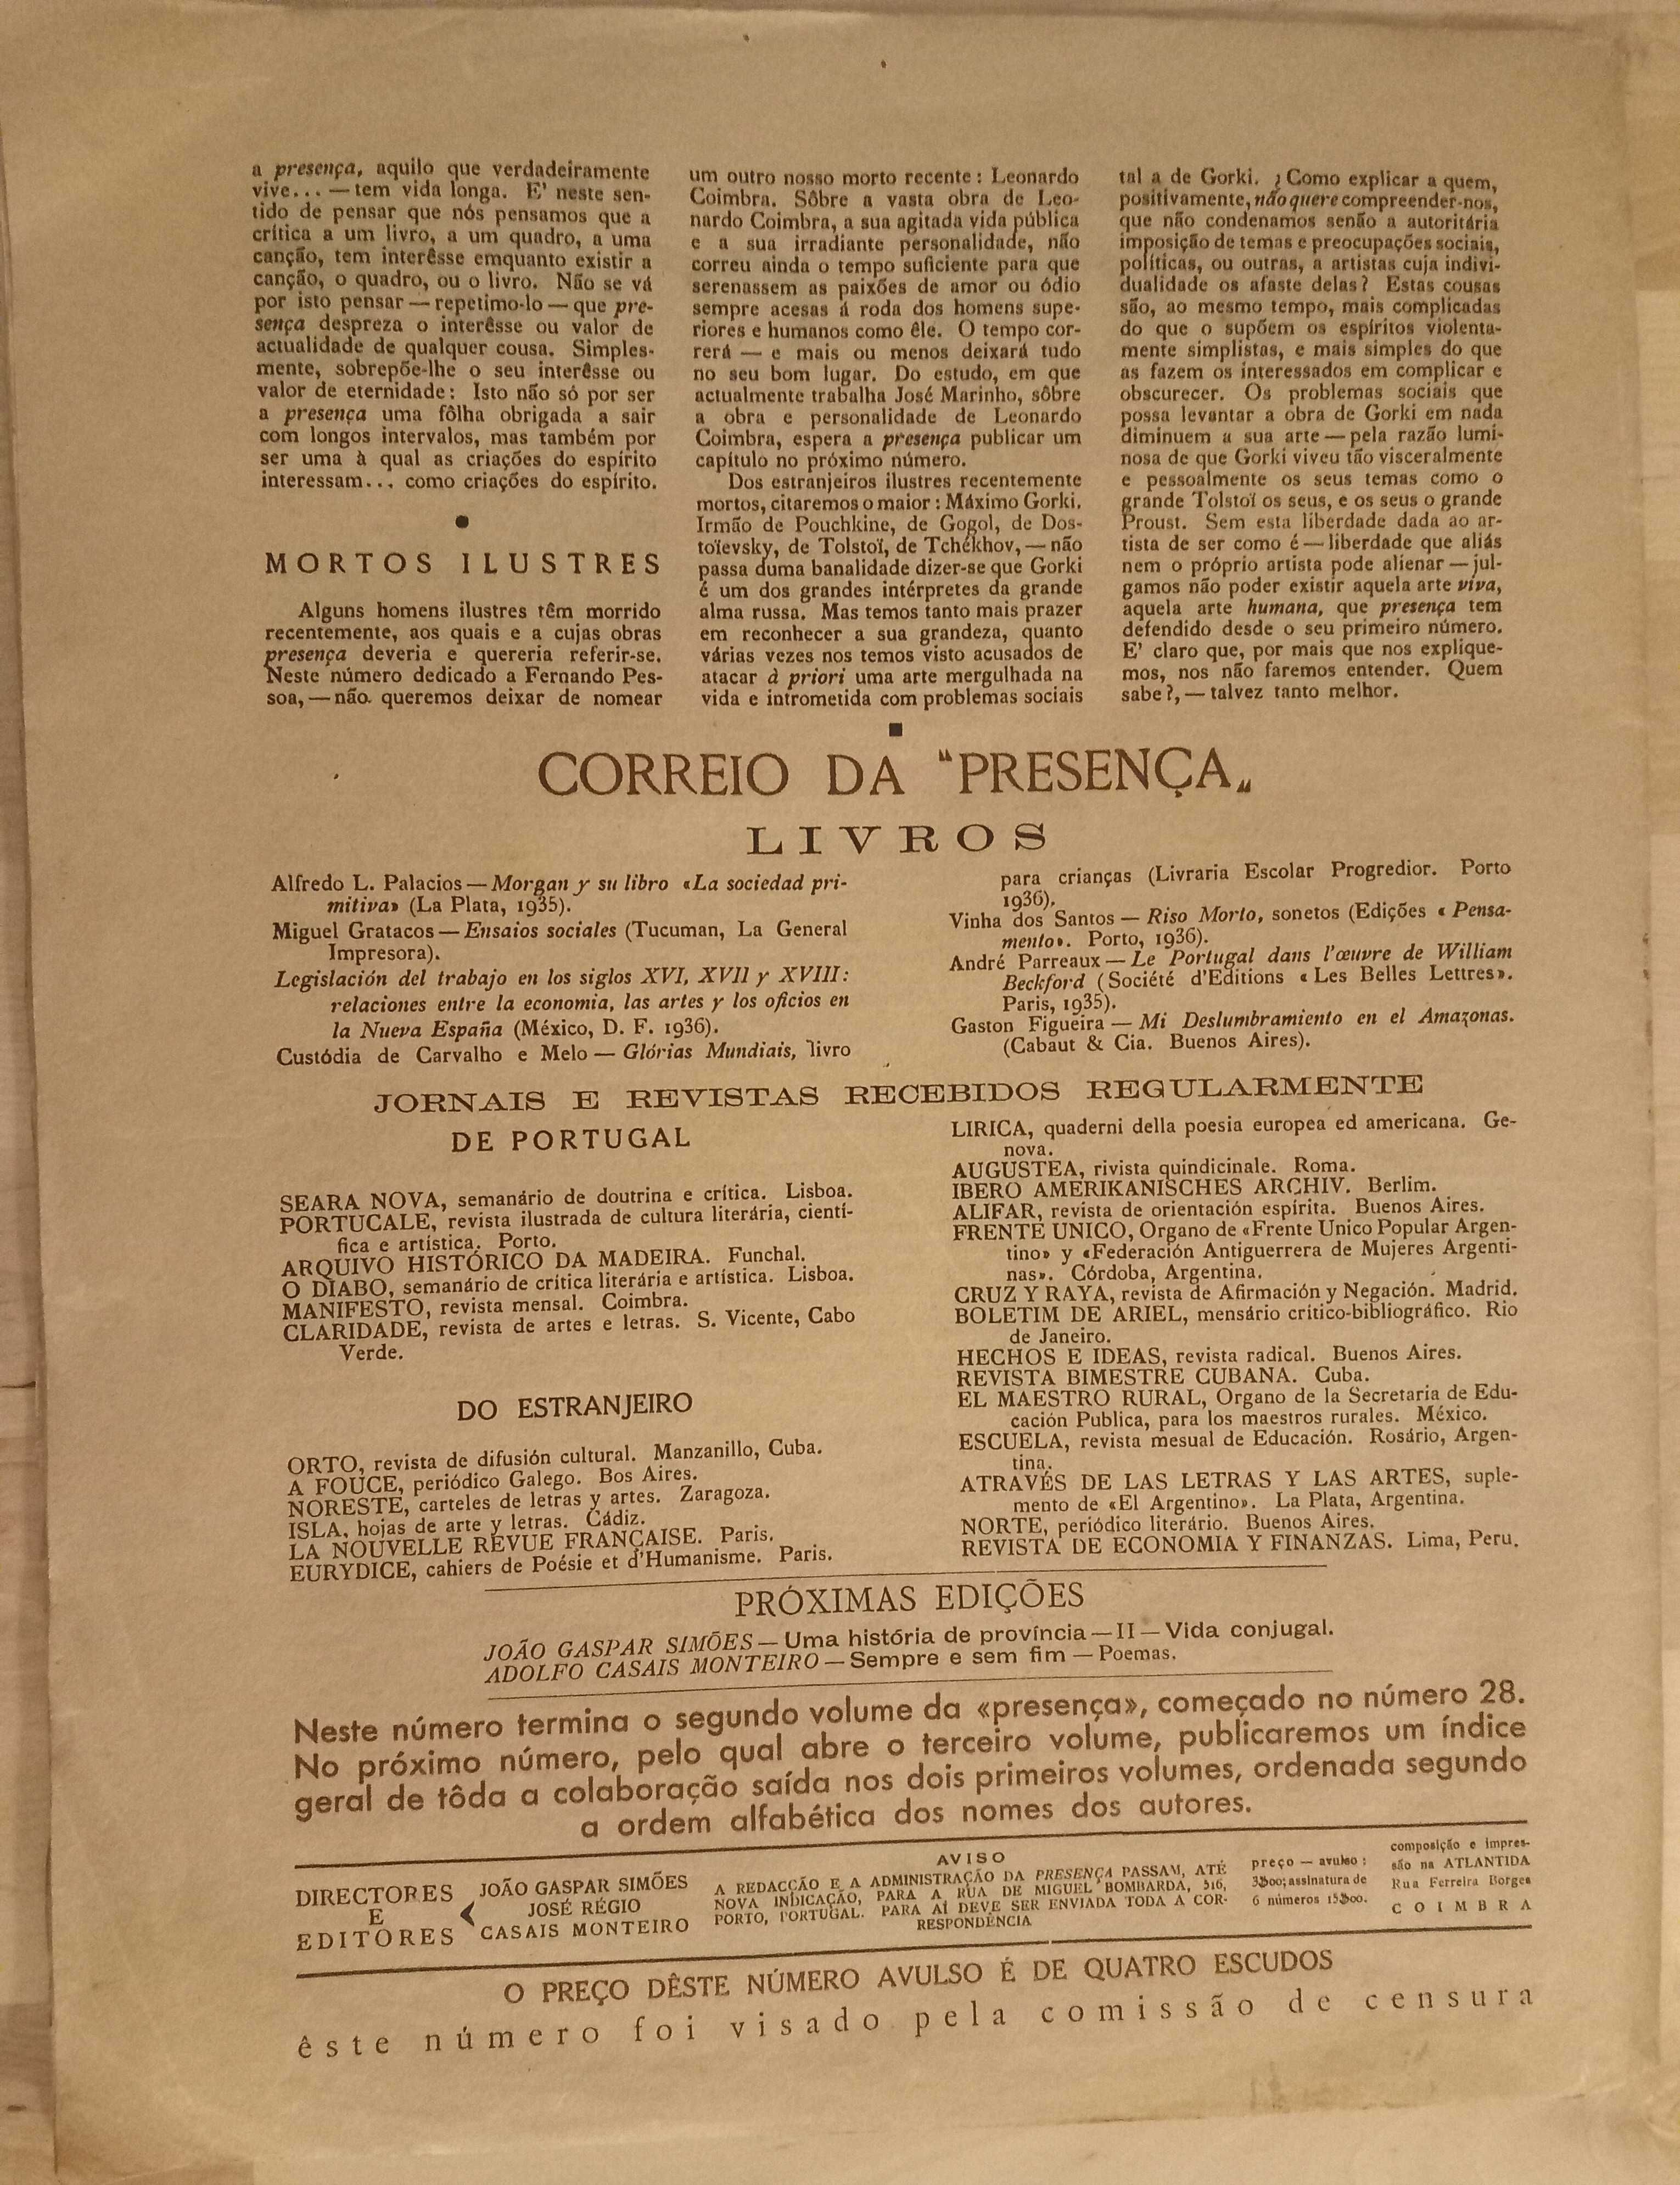 a presença, aquilo que verdadeiramente
vive... — tem vida longa. E' neste sen-
tido de pensar que nós pensamos que a
crítica a um livro, a um quadro, a uma
canção, tem interêsse emquanto existir a
canção, o quadro, ou o livro. Não se vá
por isto pensar — repetimo-lo — que pre-
sença despreza o interêsse ou valor de
actualidade de qualquer cousa. Simples-
mente, sobrepõe-lhe o seu interêsse ou
valor de eternidade: Isto não só por ser
a presença uma fôlha obrigada a sair
com longos intervalos, mas também por
ser uma à qual as criações do espírito
interessam... como criações do espírito.
MORTOS ILUSTRES
Alguns homens ilustres têm morrido
recentemente, aos quais e a cujas obras
presença deveria e quereria referir-se.
Neste número dedicado a Fernando Pes-
soa, — não queremos deixar de nomear
um outro nosso morto recente: Leonardo
Coimbra. Sôbre a vasta obra de Leo-
nardo Coimbra, a sua agitada vida pública
e a sua irradiante personalidade, não
correu ainda o tempo suficiente para que
serenassem as paixões de amor ou ódio
sempre acesas á roda dos homens supe-
riores e humanos como êle. O tempo cor-
rerá — e mais ou menos deixará tudo
no seu bom lugar. Do estudo, em que
actualmente trabalha José Marinho, sôbre
a obra e personalidade de Leonardo
Coimbra, espera a presença publicar um
capítulo no próximo número.
Dos estranjeiros ilustres recentemente
mortos, citaremos o maior: Máximo Gorki.
Irmão de Pouchkine, de Gogol, de Dos-
toïevsky, de Tolstoï, de Tchékhov, — não
passa duma banalidade dizer-se que Gorki
é um dos grandes intérpretes da grande
alma russa. Mas temos tanto mais prazer
em reconhecer a sua grandeza, quanto
várias vezes nos temos visto acusados de
atacar à priori uma arte mergulhada na
vida e intrometida com problemas sociais
tal a de Gorki. ¿Como explicar a quem,
positivamente, não quere compreender-nos,
que não condenamos senão a autoritária
imposição de temas e preocupações sociais,
políticas, ou outras, a artistas cuja indivi-
dualidade os afaste delas? Estas cousas
são, ao mesmo tempo, mais complicadas
do que o supõem os espíritos violenta-
mente simplistas, e mais simples do que
as fazem os interessados em complicar e
obscurecer. Os problemas sociais que
possa levantar a obra de Gorki em nada
diminuem a sua arte — pela razão lumi-
nosa de que Gorki viveu tão visceralmente
e pessoalmente os seus temas como o
grande Tolstoï os seus, e os seus o grande
Proust. Sem esta liberdade dada ao ar-
tista de ser como é — liberdade que aliás
nem o próprio artista pode alienar — jul-
gamos não poder existir aquela arte viva,
aquela arte humana, que presença tem
defendido desde o seu primeiro número.
E' claro que, por mais que nos explique-
mos, nos não faremos entender. Quem
sabe?, — talvez tanto melhor.
CORREIO DA “PRESENÇA„
LIVROS
Alfredo L. Palacios — Morgan y su libro «La sociedad pri-
mitiva» (La Plata, 1935).
Miguel Gratacos — Ensaios sociales (Tucuman, La General
Impresora).
Legislación del trabajo en los siglos XVI, XVII y XVIII:
relaciones entre la economia, las artes y los oficios en
la Nueva España (México, D. F. 1936).
Custódia de Carvalho e Melo — Glórias Mundiais, livro
para crianças (Livraria Escolar Progredior. Porto
1936).
Vinha dos Santos — Riso Morto, sonetos (Edições « Pensa-
mento». Porto, 1936).
André Parreaux — Le Portugal dans l'œuvre de William
Beckford (Société d'Editions « Les Belles Lettres».
Paris, 1935).
Gaston Figueira — Mi Deslumbramiento en el Amazonas.
(Cabaut & Cia. Buenos Aires).
JORNAIS E REVISTAS RECEBIDOS REGULARMENTE
DE PORTUGAL
SEARA NOVA, semanário de doutrina e crítica. Lisboa.
PORTUCALE, revista ilustrada de cultura literária, cientí-
fica e artística. Porto.
ARQUIVO HISTÓRICO DA MADEIRA. Funchal.
O DIABO, semanário de crítica literária e artística. Lisboa.
MANIFESTO, revista mensal. Coimbra.
CLARIDADE, revista de artes e letras. S. Vicente, Cabo
Verde.
DO ESTRANJEIRO
ORTO, revista de difusión cultural. Manzanillo, Cuba.
A FOUCE, periódico Galego. Bos Aires.
NORESTE, carteles de letras y artes. Zaragoza.
ISLA, hojas de arte y letras. Cádiz.
LA NOUVELLE REVUE FRANÇAISE. Paris.
EURYDICE, cahiers de Poésie et d'Humanisme. Paris.
LIRICA, quaderni della poesia europea ed americana. Ge-
nova.
AUGUSTEA, rivista quindicinale. Roma.
IBERO AMERIKANISCHES ARCHIV. Berlim.
ALIFAR, revista de orientación espírita. Buenos Aires.
FRENTE UNICO, Organo de «Frente Unico Popular Argen-
tino» y «Federación Antiguerrera de Mujeres Argenti-
nas». Córdoba, Argentina.
CRUZ Y RAYA, revista de Afirmación y Negación. Madrid.
BOLETIM DE ARIEL, mensário crítico-bibliográfico. Rio
de Janeiro.
HECHOS E IDEAS, revista radical. Buenos Aires.
REVISTA BIMESTRE CUBANA. Cuba.
EL MAESTRO RURAL, Organo de la Secretaria de Edu-
cación Publica, para los maestros rurales. México.
ESCUELA, revista mesual de Educación. Rosário, Argen-
tina.
ATRAVÉS DE LAS LETRAS Y LAS ARTES, suple-
mento de «El Argentino». La Plata, Argentina.
NORTE, periódico literário. Buenos Aires.
REVISTA DE ECONOMIA Y FINANZAS. Lima, Peru.
PRÓXIMAS EDIÇÕES
JOÃO GASPAR SIMÕES — Uma história de província — II — Vida conjugal.
ADOLFO CASAIS MONTEIRO — Sempre e sem fim — Poemas.
Neste número termina o segundo volume da «presença», começado no número 28.
No próximo número, pelo qual abre o terceiro volume, publicaremos um índice
geral de tôda a colaboração saída nos dois primeiros volumes, ordenada segundo
a ordem alfabética dos nomes dos autores.
DIRECTORES
E
EDITORES
JOÃO GASPAR SIMÕES
JOSÉ RÉGIO
CASAIS MONTEIRO
AVISO
A REDACÇÃO E A ADMINISTRAÇÃO DA PRESENÇA PASSAM, ATÉ
NOVA INDICAÇÃO, PARA A RUA DE MIGUEL BOMBARDA, 516,
PORTO, PORTUGAL. PARA AÍ DEVE SER ENVIADA TODA A COR-
RESPONDÊNCIA
preço — avulso:
3$00; assinatura de
6 números 15$00.
composição e impres-
são na ATLANTIDA
Rua Ferreira Borges
COIMBRA
O PREÇO DÊSTE NÚMERO AVULSO É DE QUATRO ESCUDOS
êste número foi visado pela comissão de censura